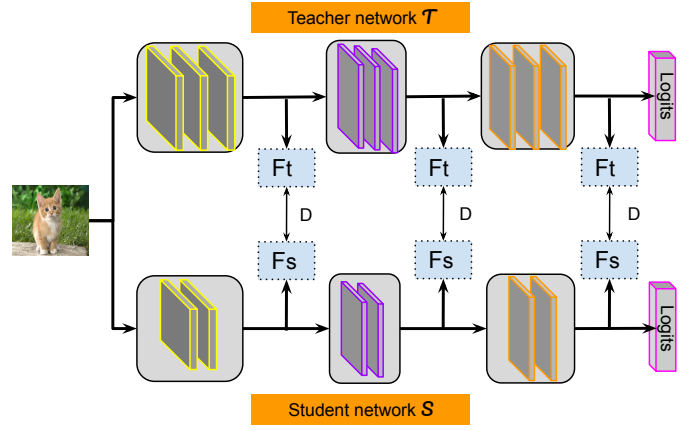 Teacher network 𝒯
Logits
Ft
Ft
Ft
D
D
D
Fs
Fs
Fs
Logits
Student network 𝒮